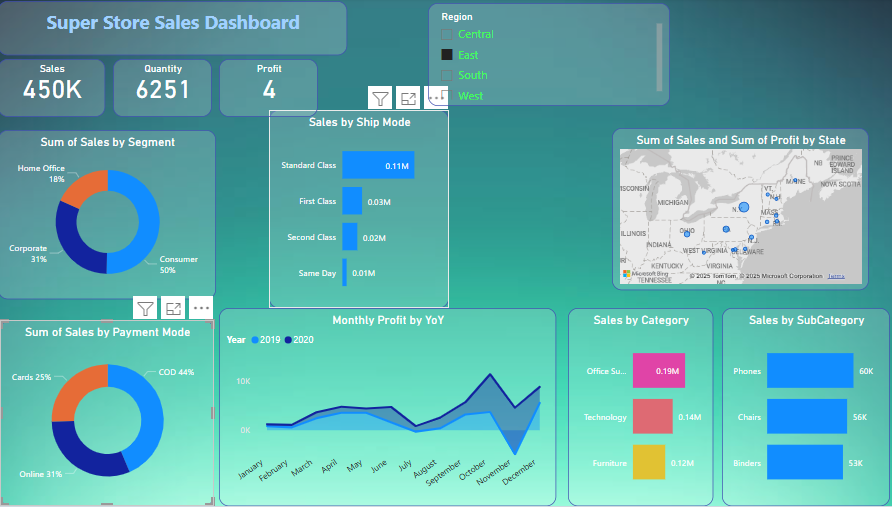 Super Store Sales Dashboard
Region
Central
East
South
West
Sales
450K
Quantity
6251
Profit
4
Sum of Sales by Segment
Home Office
18%
Corporate
31%
Consumer
50%
Sales by Ship Mode
Standard Class
0.11M
First Class
0.03M
Second Class
0.02M
Same Day
0.01M
Sum of Sales and Sum of Profit by State
NB
PRINCE
EDWARD
ISLAND
MAINE
NOVA SCOTIA
VT.
MICHIGAN
MASS
ILLINOIS
OHIO
INDIANA
N.J.
WEST VIRGINIA
DELAWARE
KENTUCKY
VIRGINIA
TENNESSEE
Microsoft Bing
© 2025 TomTom, © 2025 Microsoft Corporation Terms
Sum of Sales by Payment Mode
Cards 25%
COD 44%
Online 31%
Monthly Profit by YoY
Year 2019 2020
10K
0K
January
February
March
April
May
June
July
August
September
October
November
December
Sales by Category
Office Su...
0.19M
Technology
0.14M
Furniture
0.12M
Sales by SubCategory
Phones
60K
Chairs
56K
Binders
53K